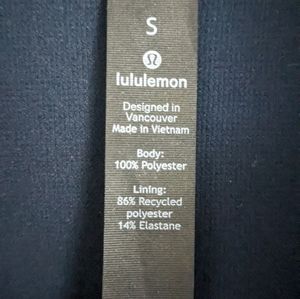 S
lululemon
Designed in
Vancouver
Made in Vietnam
Body:
100% Polyester
Lining:
86% Recycled
polyester
14% Elastane